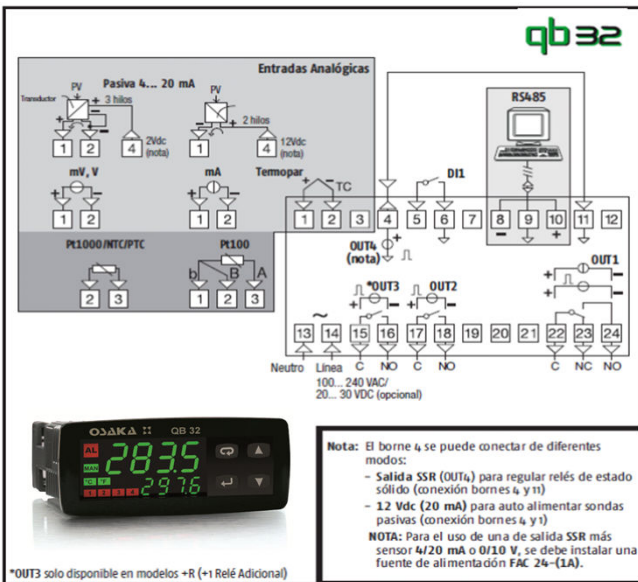 qb32
Entradas Analógicas
Pasiva 4... 20 mA
RS485
PV
Transductor
+ 3 hilos
-
PV
+
-
2 hilos
1 2 4
2Vdc
(nota)
1 2 4
12Vdc
(nota)
mV, V
mA
Termopar
+ - TC
DI1
+ -
+ -
1 2
1 2
1 2 3 4 5 6 7 8 9 10 11 12
- +
Pt1000/NTC/PTC
Pt100
OUT4
(nota)
+
-
OUT1
+ -
+ -
b B A
2 3
1 2 3
*OUT3
OUT2
+ -
+ -
~
13 14 15 16 17 18 19 20 21 22 23 24
Neutro Línea C NO C NO C NC NO
100... 240 VAC/
20... 30 VDC (opcional)
OSAKA QB 32
AL
283.5
MAN
°C °F
297.6
1 2 3 4
Nota: El borne 4 se puede conectar de diferentes
modos:
- Salida SSR (OUT4) para regular relés de estado
sólido (conexión bornes 4 y 11)
- 12 Vdc (20 mA) para auto alimentar sondas
pasivas (conexión bornes 4 y 1)
NOTA: Para el uso de una de salida SSR más
sensor 4/20 mA o 0/10 V, se debe instalar una
fuente de alimentación FAC 24-(1A).
*OUT3 solo disponible en modelos +R (+1 Relé Adicional)